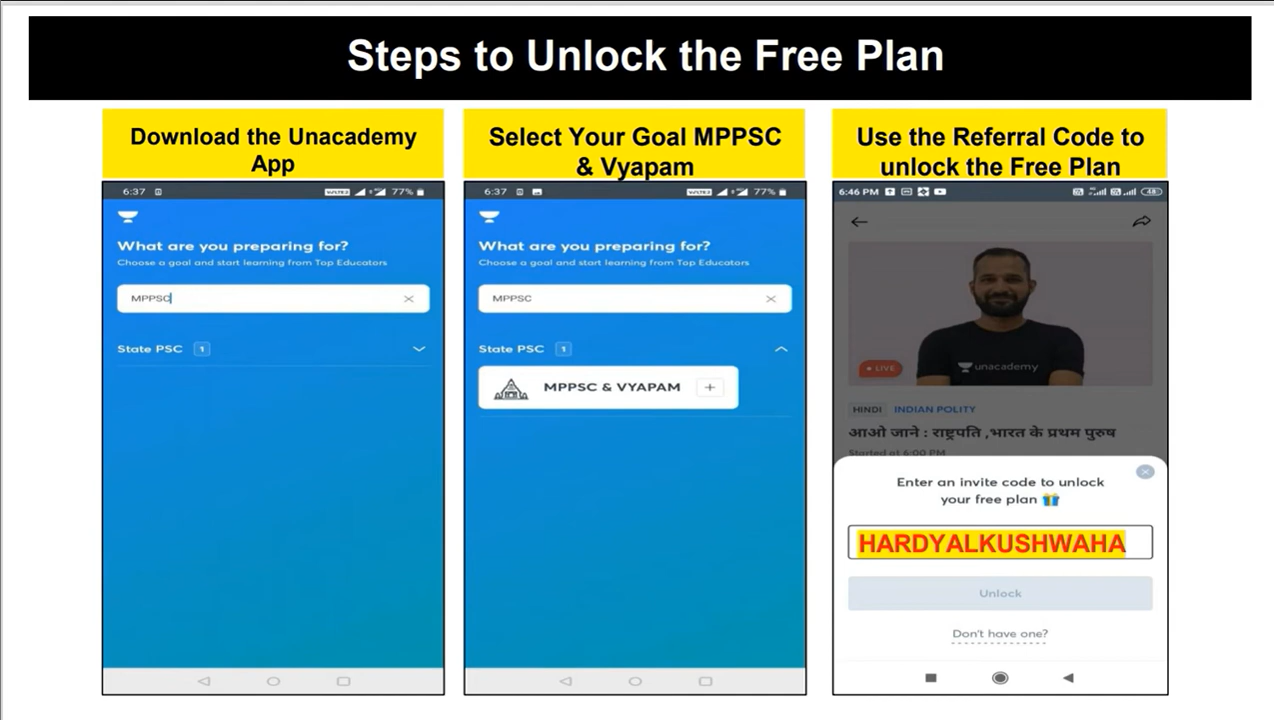 Steps to Unlock the Free Plan
Download the Unacademy
App
6:37
77%
What are you preparing for?
Choose a goal and start learning from Top Educators
MPPSC
State PSC 1
Select Your Goal MPPSC
& Vyapam
6:37
77%
What are you preparing for?
Choose a goal and start learning from Top Educators
MPPSC
State PSC 1
MPPSC & VYAPAM +
Use the Referral Code to
unlock the Free Plan
6:46 PM
48
unacademy
LIVE
HINDI INDIAN POLITY
आओ जाने : राष्ट्रपति ,भारत के प्रथम पुरुष
Started at 6:00 PM
Enter an invite code to unlock
your free plan
HARDYALKUSHWAHA
Unlock
Don't have one?